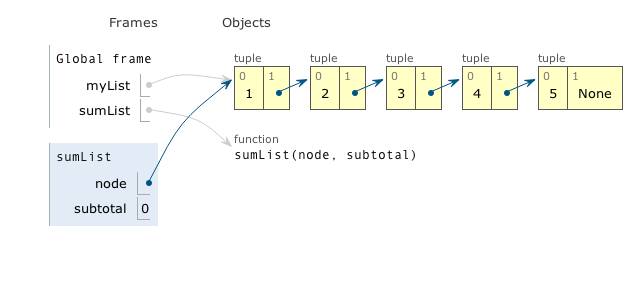 Frames Objects
Global frame
myList
sumList
tuple tuple tuple tuple tuple
0 1 0 1 0 1 0 1 0 1
1 2 3 4 5 None
function
sumList(node, subtotal)
sumList
node
subtotal 0